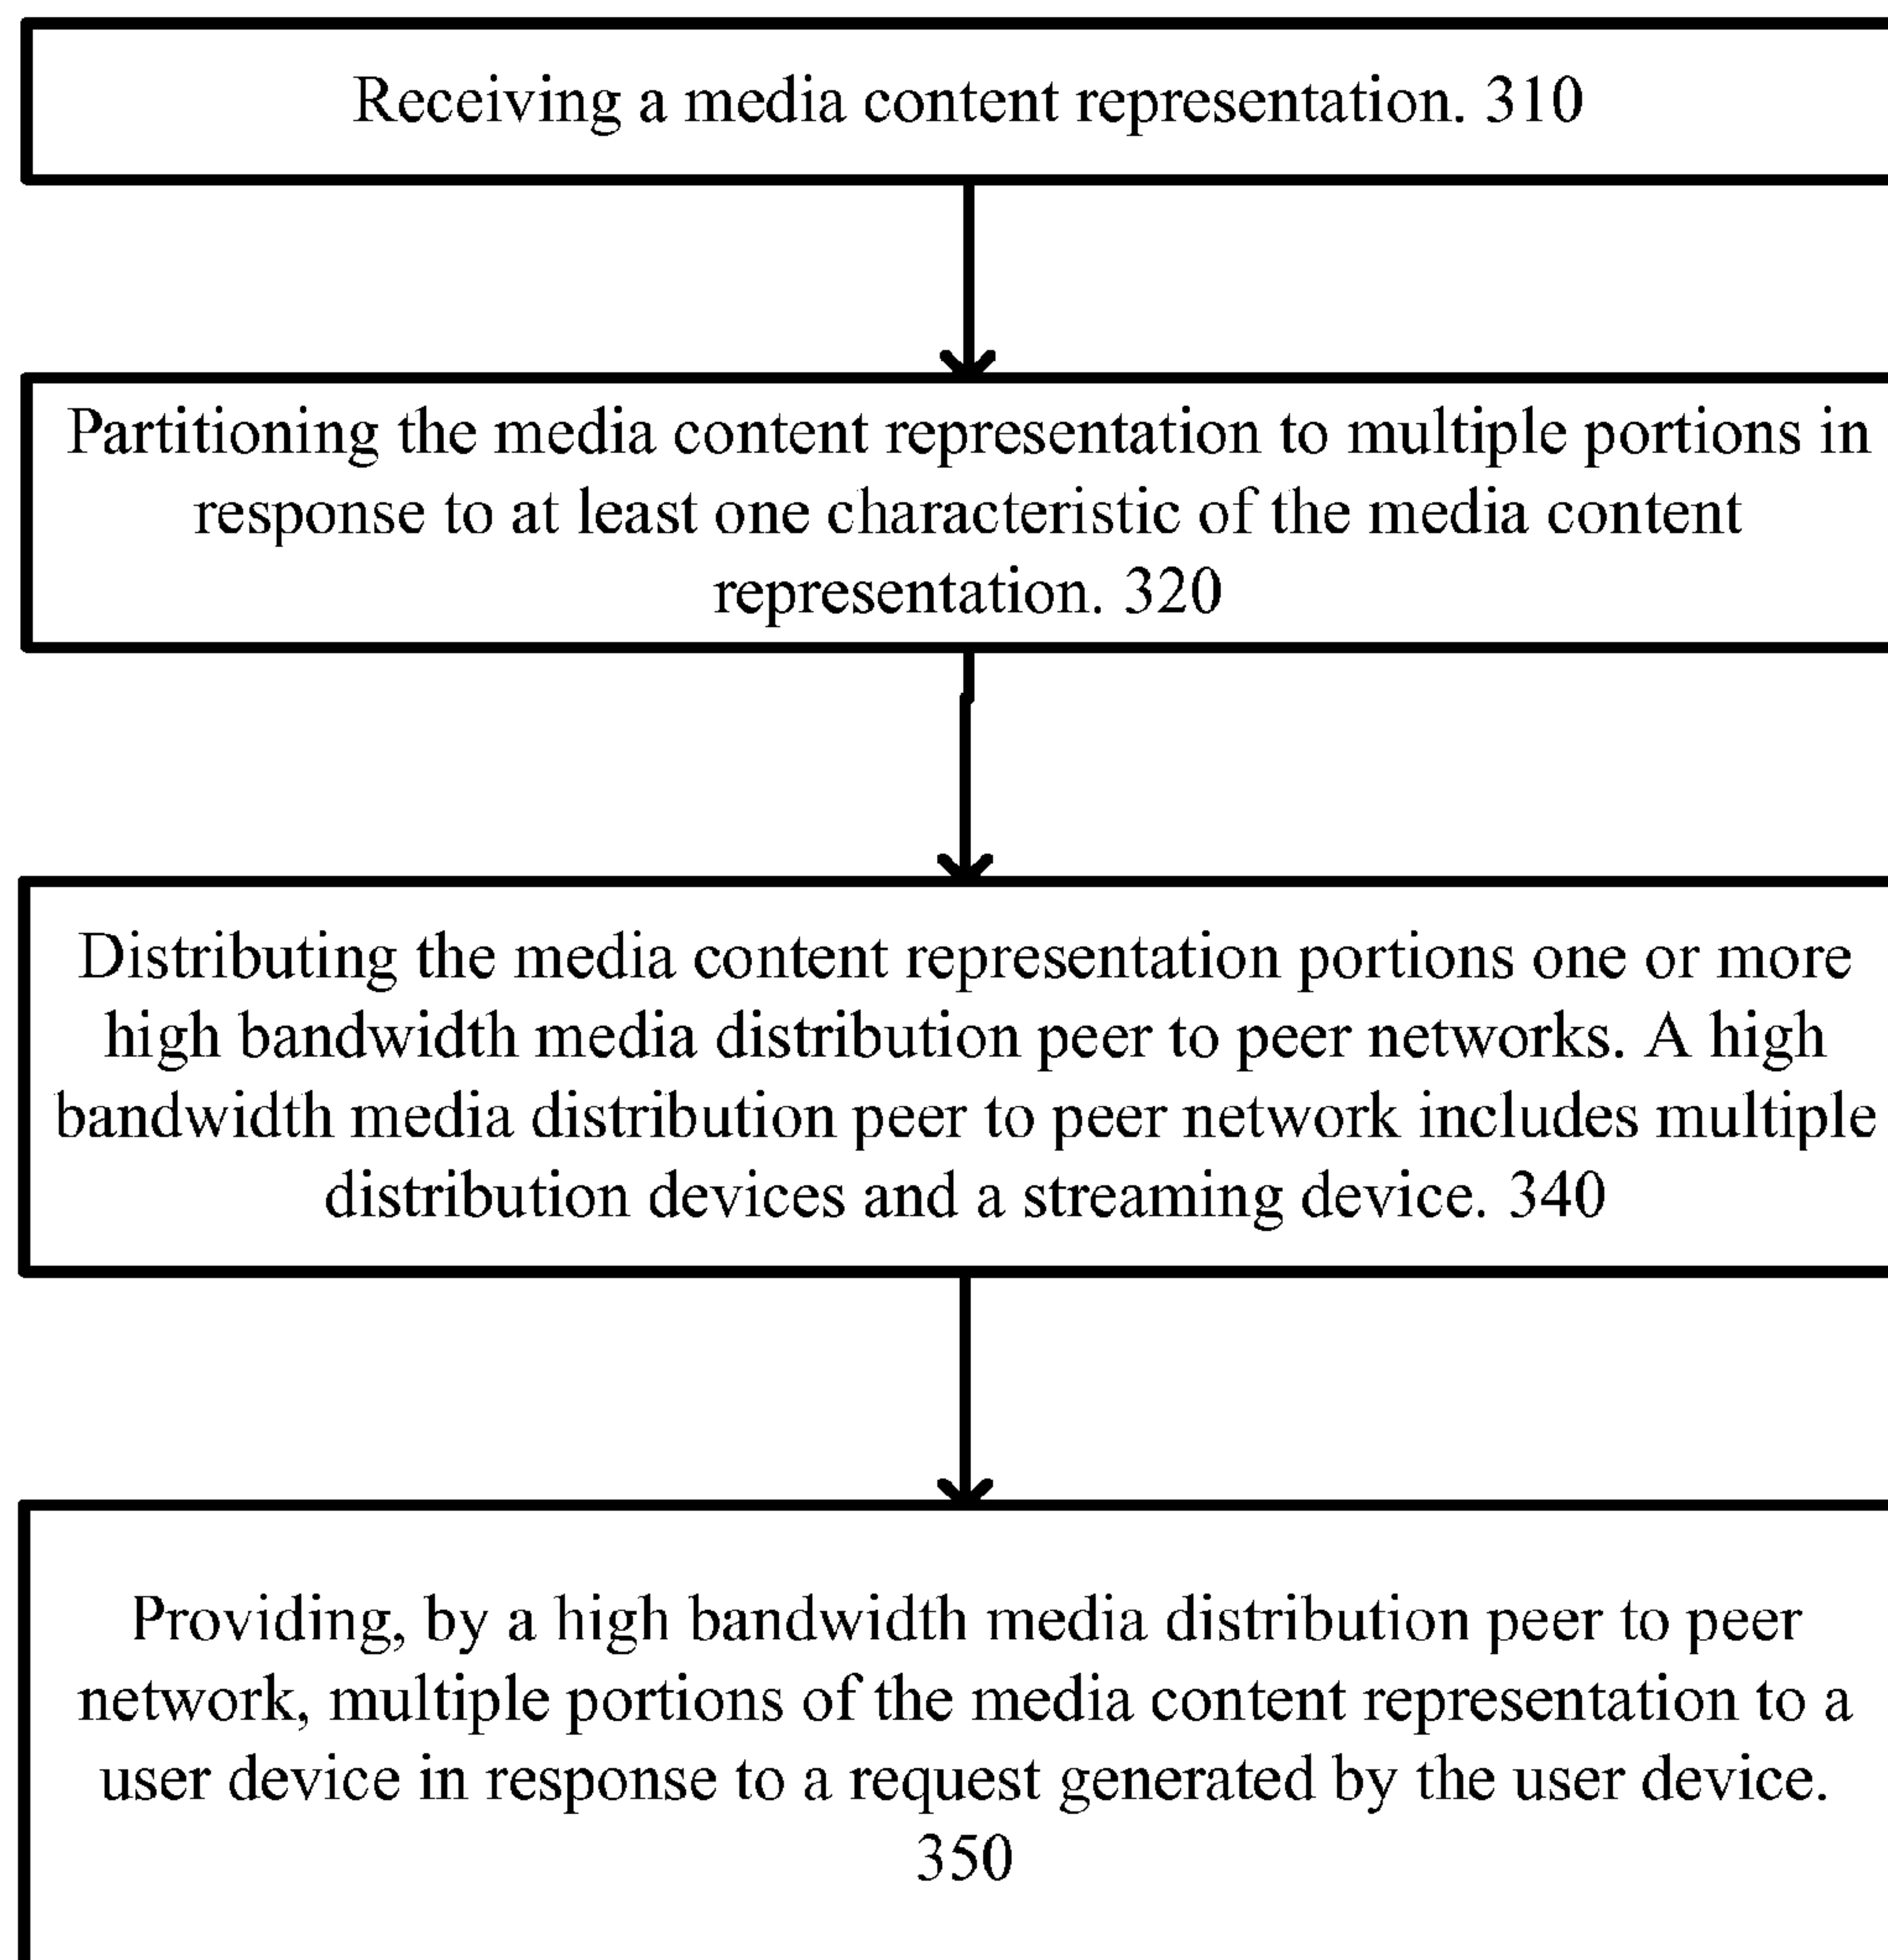 Receiving a media content representation. 310
Partitioning the media content representation to multiple portions in
response to at least one characteristic of the media content
representation. 320
Distributing the media content representation portions one or more
high bandwidth media distribution peer to peer networks. A high
bandwidth media distribution peer to peer network includes multiple
distribution devices and a streaming device. 340
Providing, by a high bandwidth media distribution peer to peer
network, multiple portions of the media content representation to a
user device in response to a request generated by the user device.
350